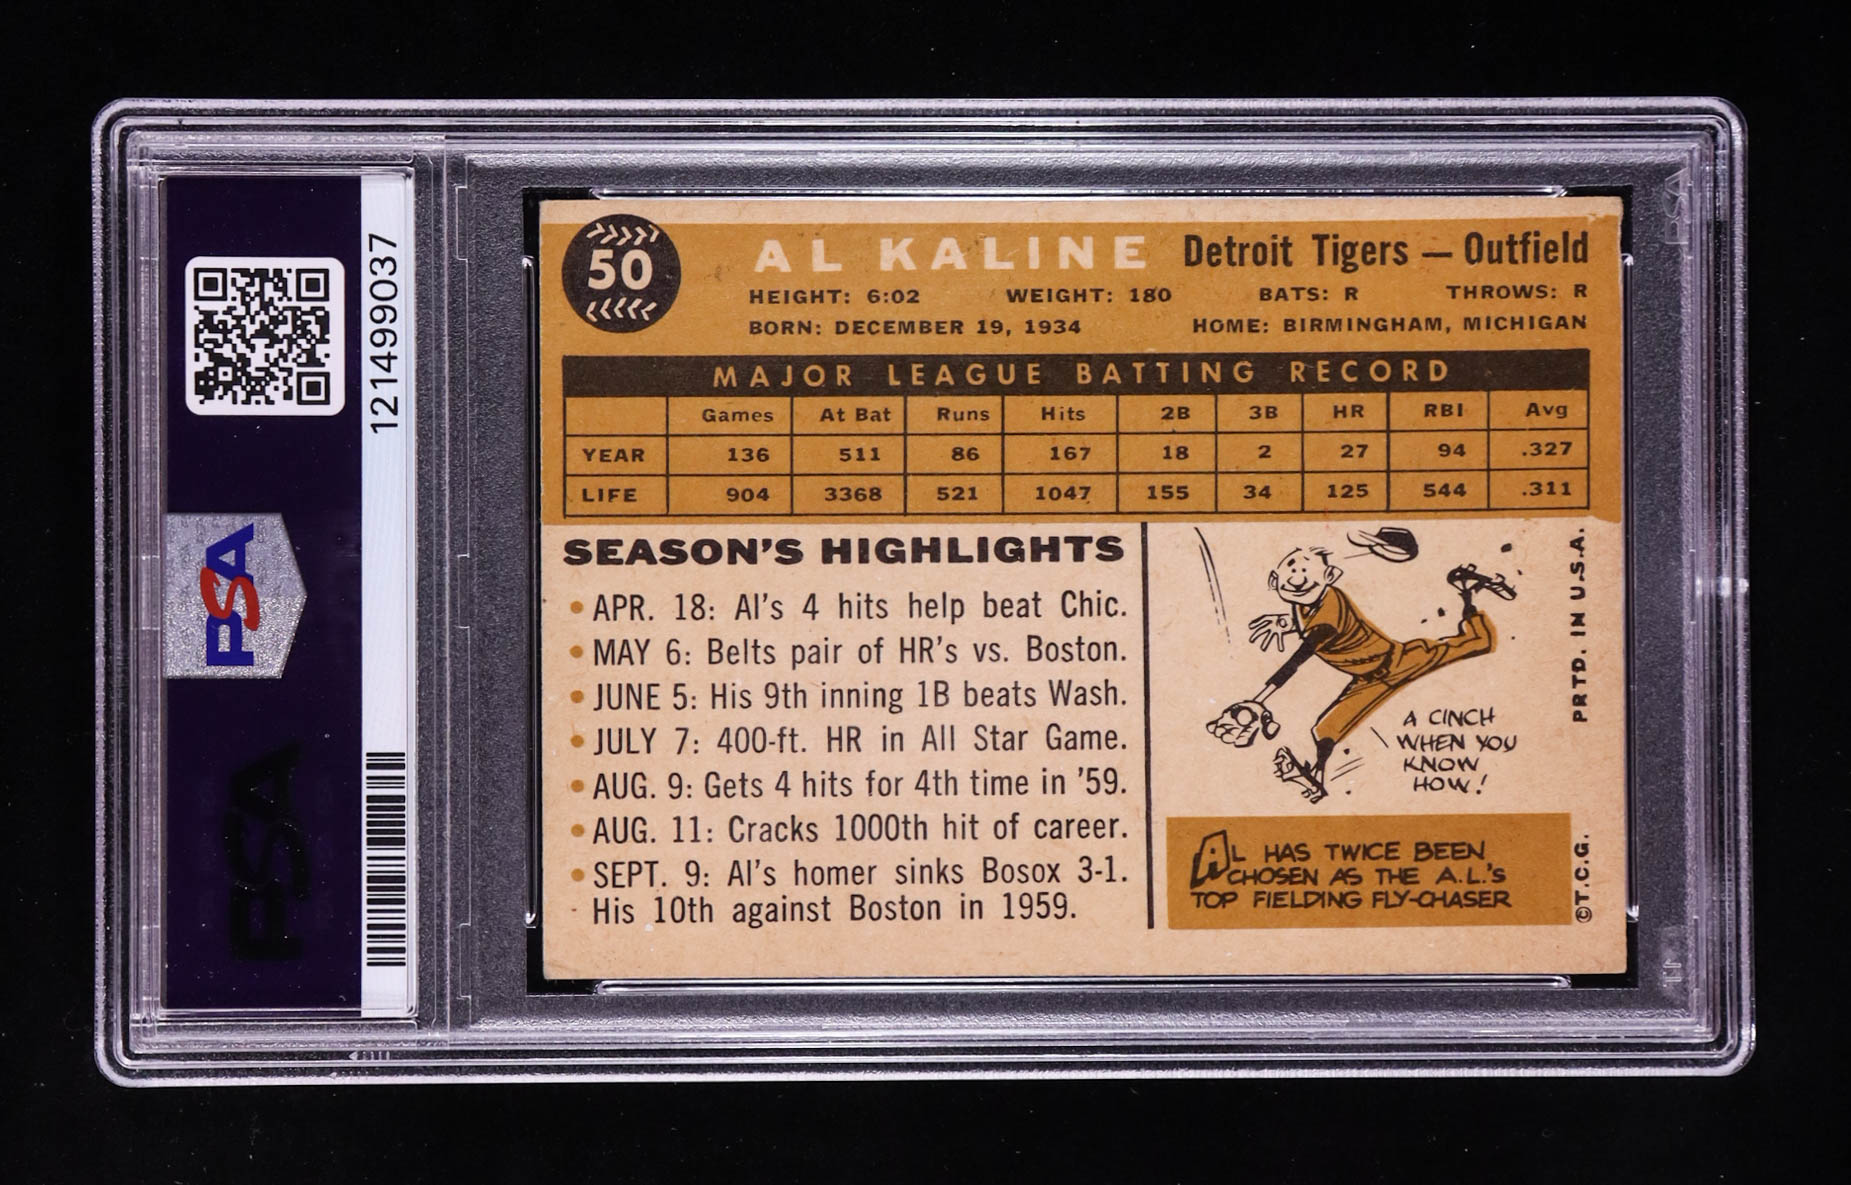 121499037
PSA
PSA
50
AL KALINE Detroit Tigers — Outfield
HEIGHT: 6:02 WEIGHT: 180 BATS: R THROWS: R
BORN: DECEMBER 19, 1934 HOME: BIRMINGHAM, MICHIGAN
MAJOR LEAGUE BATTING RECORD
Games At Bat Runs Hits 2B 3B HR RBI Avg
YEAR 136 511 86 167 18 2 27 94 .327
LIFE 904 3368 521 1047 155 34 125 544 .311
SEASON'S HIGHLIGHTS
• APR. 18: Al's 4 hits help beat Chic.
• MAY 6: Belts pair of HR's vs. Boston.
• JUNE 5: His 9th inning 1B beats Wash.
• JULY 7: 400-ft. HR in All Star Game.
• AUG. 9: Gets 4 hits for 4th time in '59.
• AUG. 11: Cracks 1000th hit of career.
• SEPT. 9: Al's homer sinks Bosox 3-1.
His 10th against Boston in 1959.
A CINCH
WHEN YOU
KNOW
HOW!
AL HAS TWICE BEEN
CHOSEN AS THE A.L.'S
TOP FIELDING FLY-CHASER
©T.C.G. PRTD. IN U.S.A.
PSA